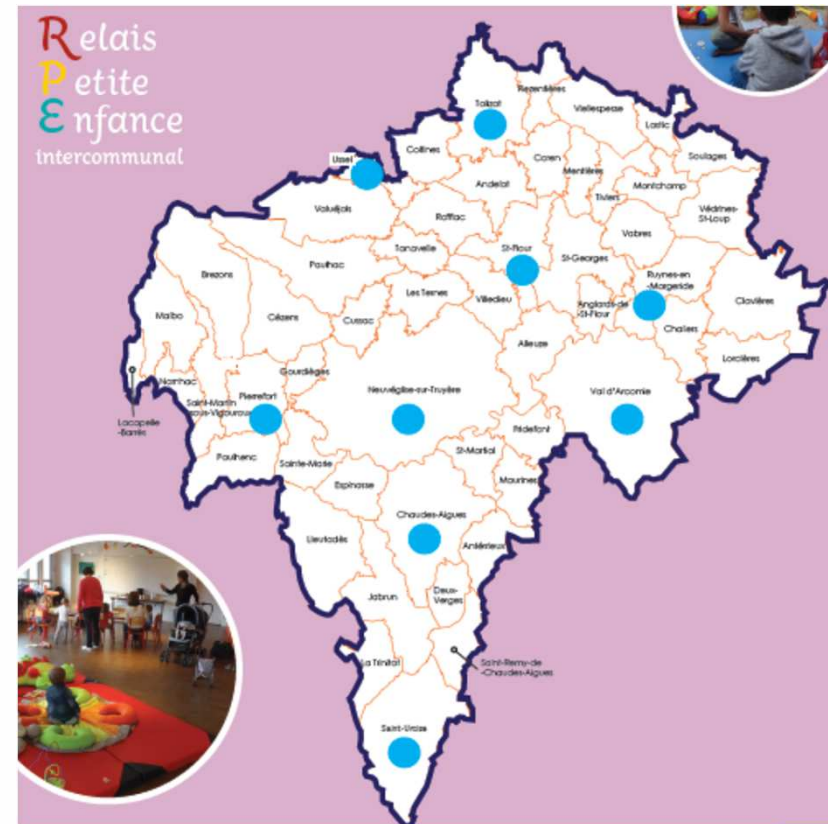 Relais
Petite
Enfance
intercommunal
Rezentières
Talizat
Vieillespesse
Lastic
Ussel
Coltines
Coren
Mentières
Soulages
Andelat
Tiviers
Montchamp
Valuéjols
Roffiac
Védrines-
St-Loup
Vabres
Tanavelle
St-Flour
St-Georges
Paulhac
Brezons
Ruynes-en
-Margeride
Les Ternes
Villedieu
Anglards-de
-St-Flour
Clavières
Malbo
Cézens
Cussac
Chaliers
Alleuze
Lorcières
Gourdièges
Narnhac
Neuvéglise-sur-Truyère
Val d'Arcomie
Pierrefort
Saint-Martin
-sous-Vigouroux
Lacapelle
-Barrès
Fridefont
Paulhenc
Sainte-Marie
St-Martial
Espinasse
Maurines
Chaudes-Aigues
Lieutadès
Anterrieux
Jabrun
Deux-
Verges
La Trinitat
Saint-Remy-de
-Chaudes-Aigues
Saint-Urcize